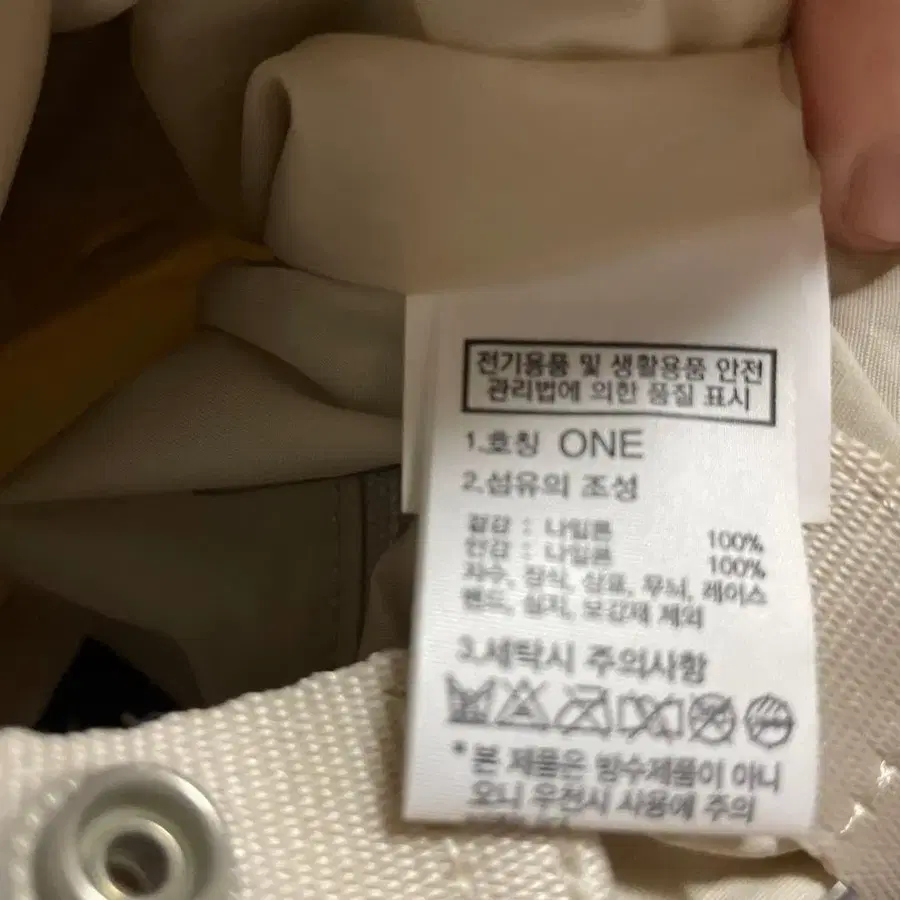 전기용품 및 생활용품 안전
관리법에 의한 품질 표시
1.호칭 ONE
2.섬유의 조성
겉감 : 나일론 100%
안감 : 나일론 100%
자수, 장식, 상표, 무늬, 레이스
밴드, 심지, 보강재 제외
3.세탁시 주의사항
*본 제품은 방수제품이 아니
오니 우천시 사용에 주의